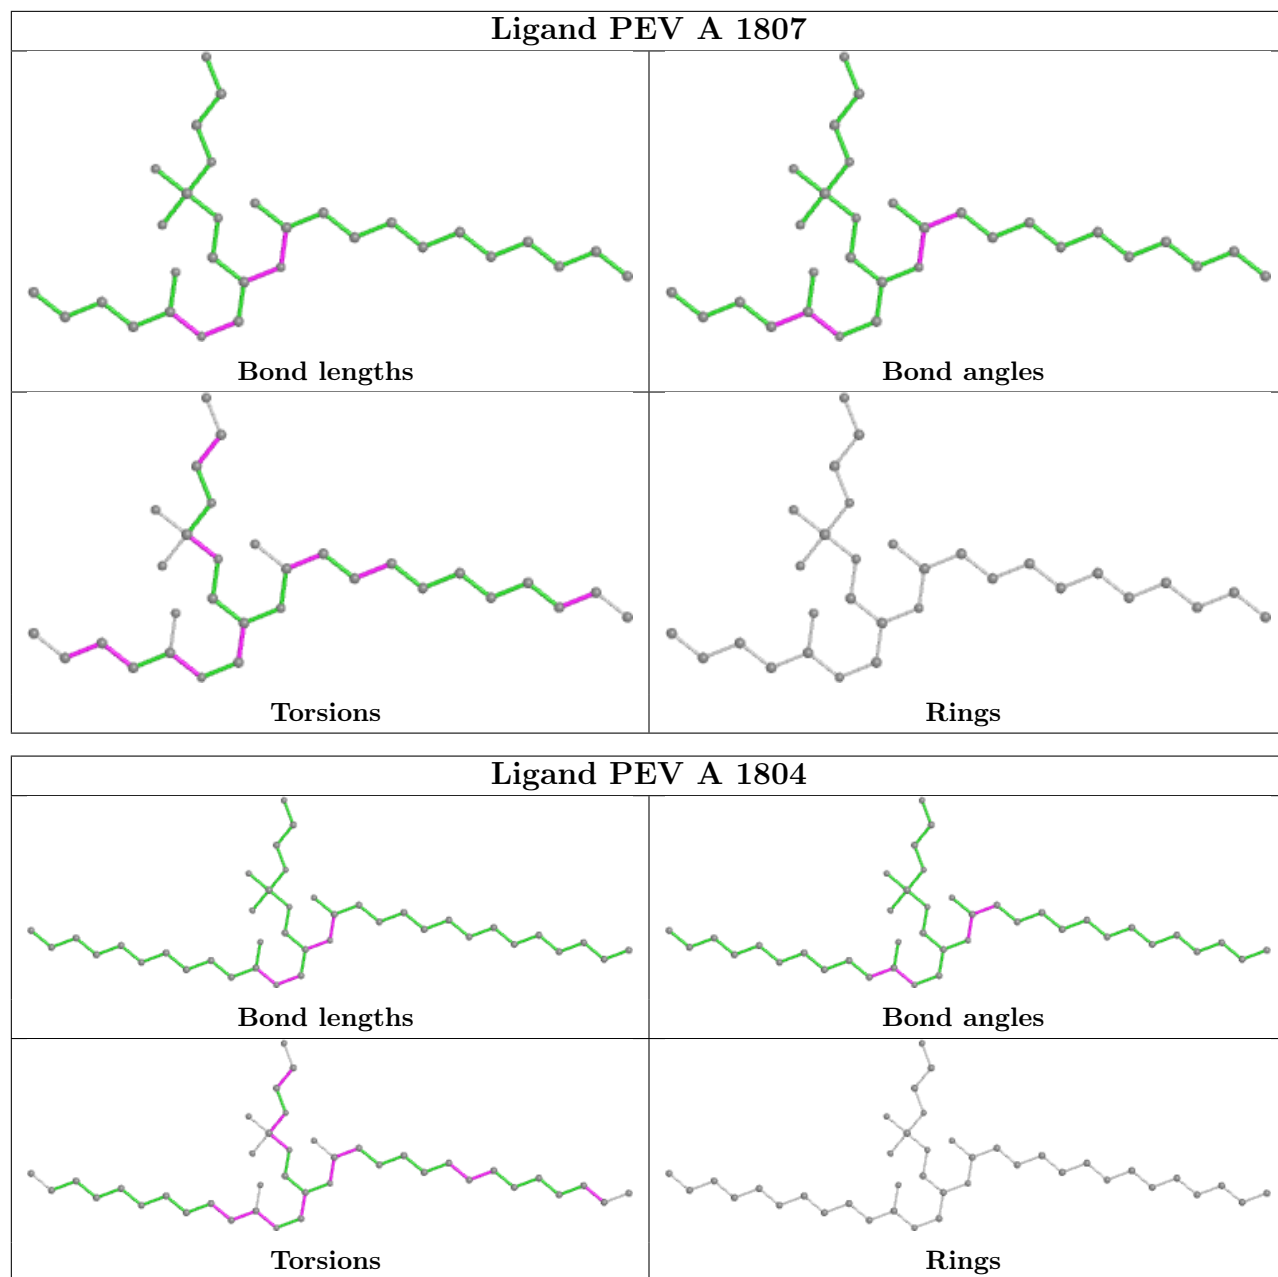 Ligand PEV A 1807
Bond lengths
Bond angles
Torsions
Rings
Ligand PEV A 1804
Bond lengths
Bond angles
Torsions
Rings